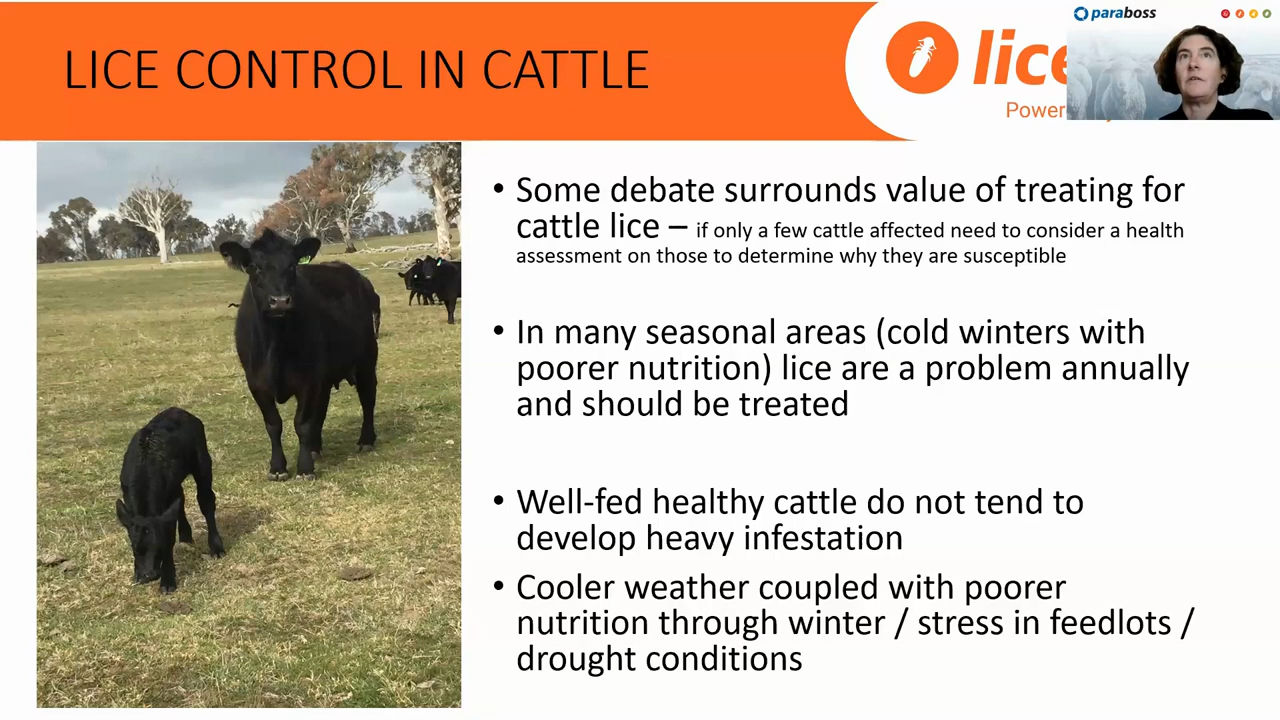 LICE CONTROL IN CATTLE
lice
Power
paraboss
• Some debate surrounds value of treating for
cattle lice – if only a few cattle affected need to consider a health
assessment on those to determine why they are susceptible
• In many seasonal areas (cold winters with
poorer nutrition) lice are a problem annually
and should be treated
• Well-fed healthy cattle do not tend to
develop heavy infestation
• Cooler weather coupled with poorer
nutrition through winter / stress in feedlots /
drought conditions